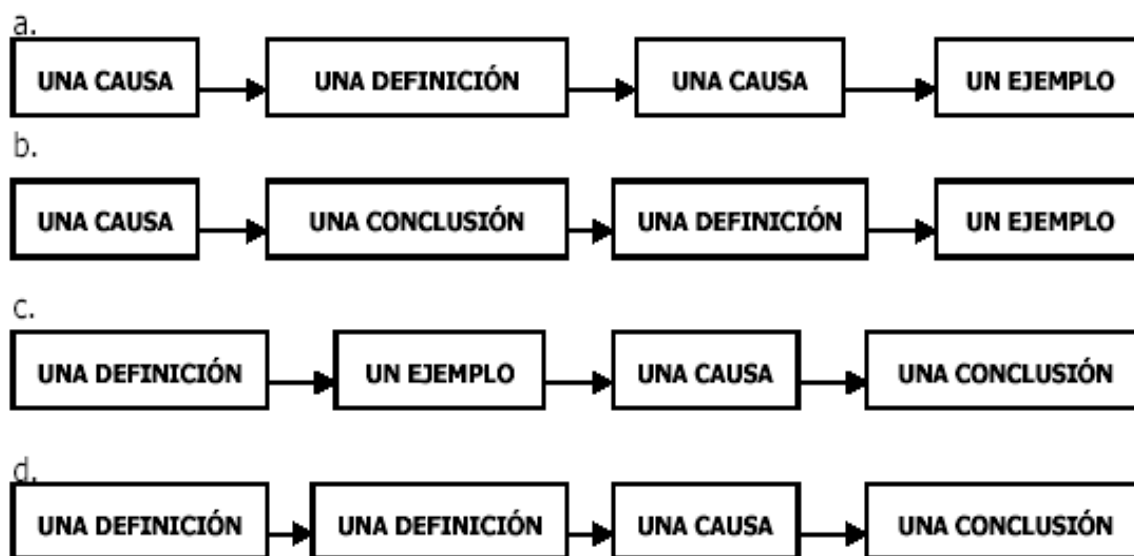 a.
UNA CAUSA UNA DEFINICIÓN UNA CAUSA UN EJEMPLO
b.
UNA CAUSA UNA CONCLUSIÓN UNA DEFINICIÓN UN EJEMPLO
c.
UNA DEFINICIÓN UN EJEMPLO UNA CAUSA UNA CONCLUSIÓN
d.
UNA DEFINICIÓN UNA DEFINICIÓN UNA CAUSA UNA CONCLUSIÓN